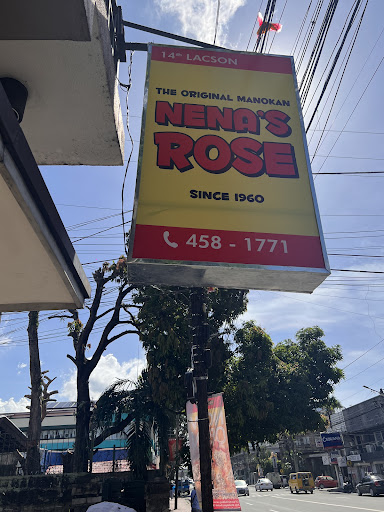 14th LACSON
THE ORIGINAL MANOKAN
NENA'S
ROSE
SINCE 1960
458 - 1771